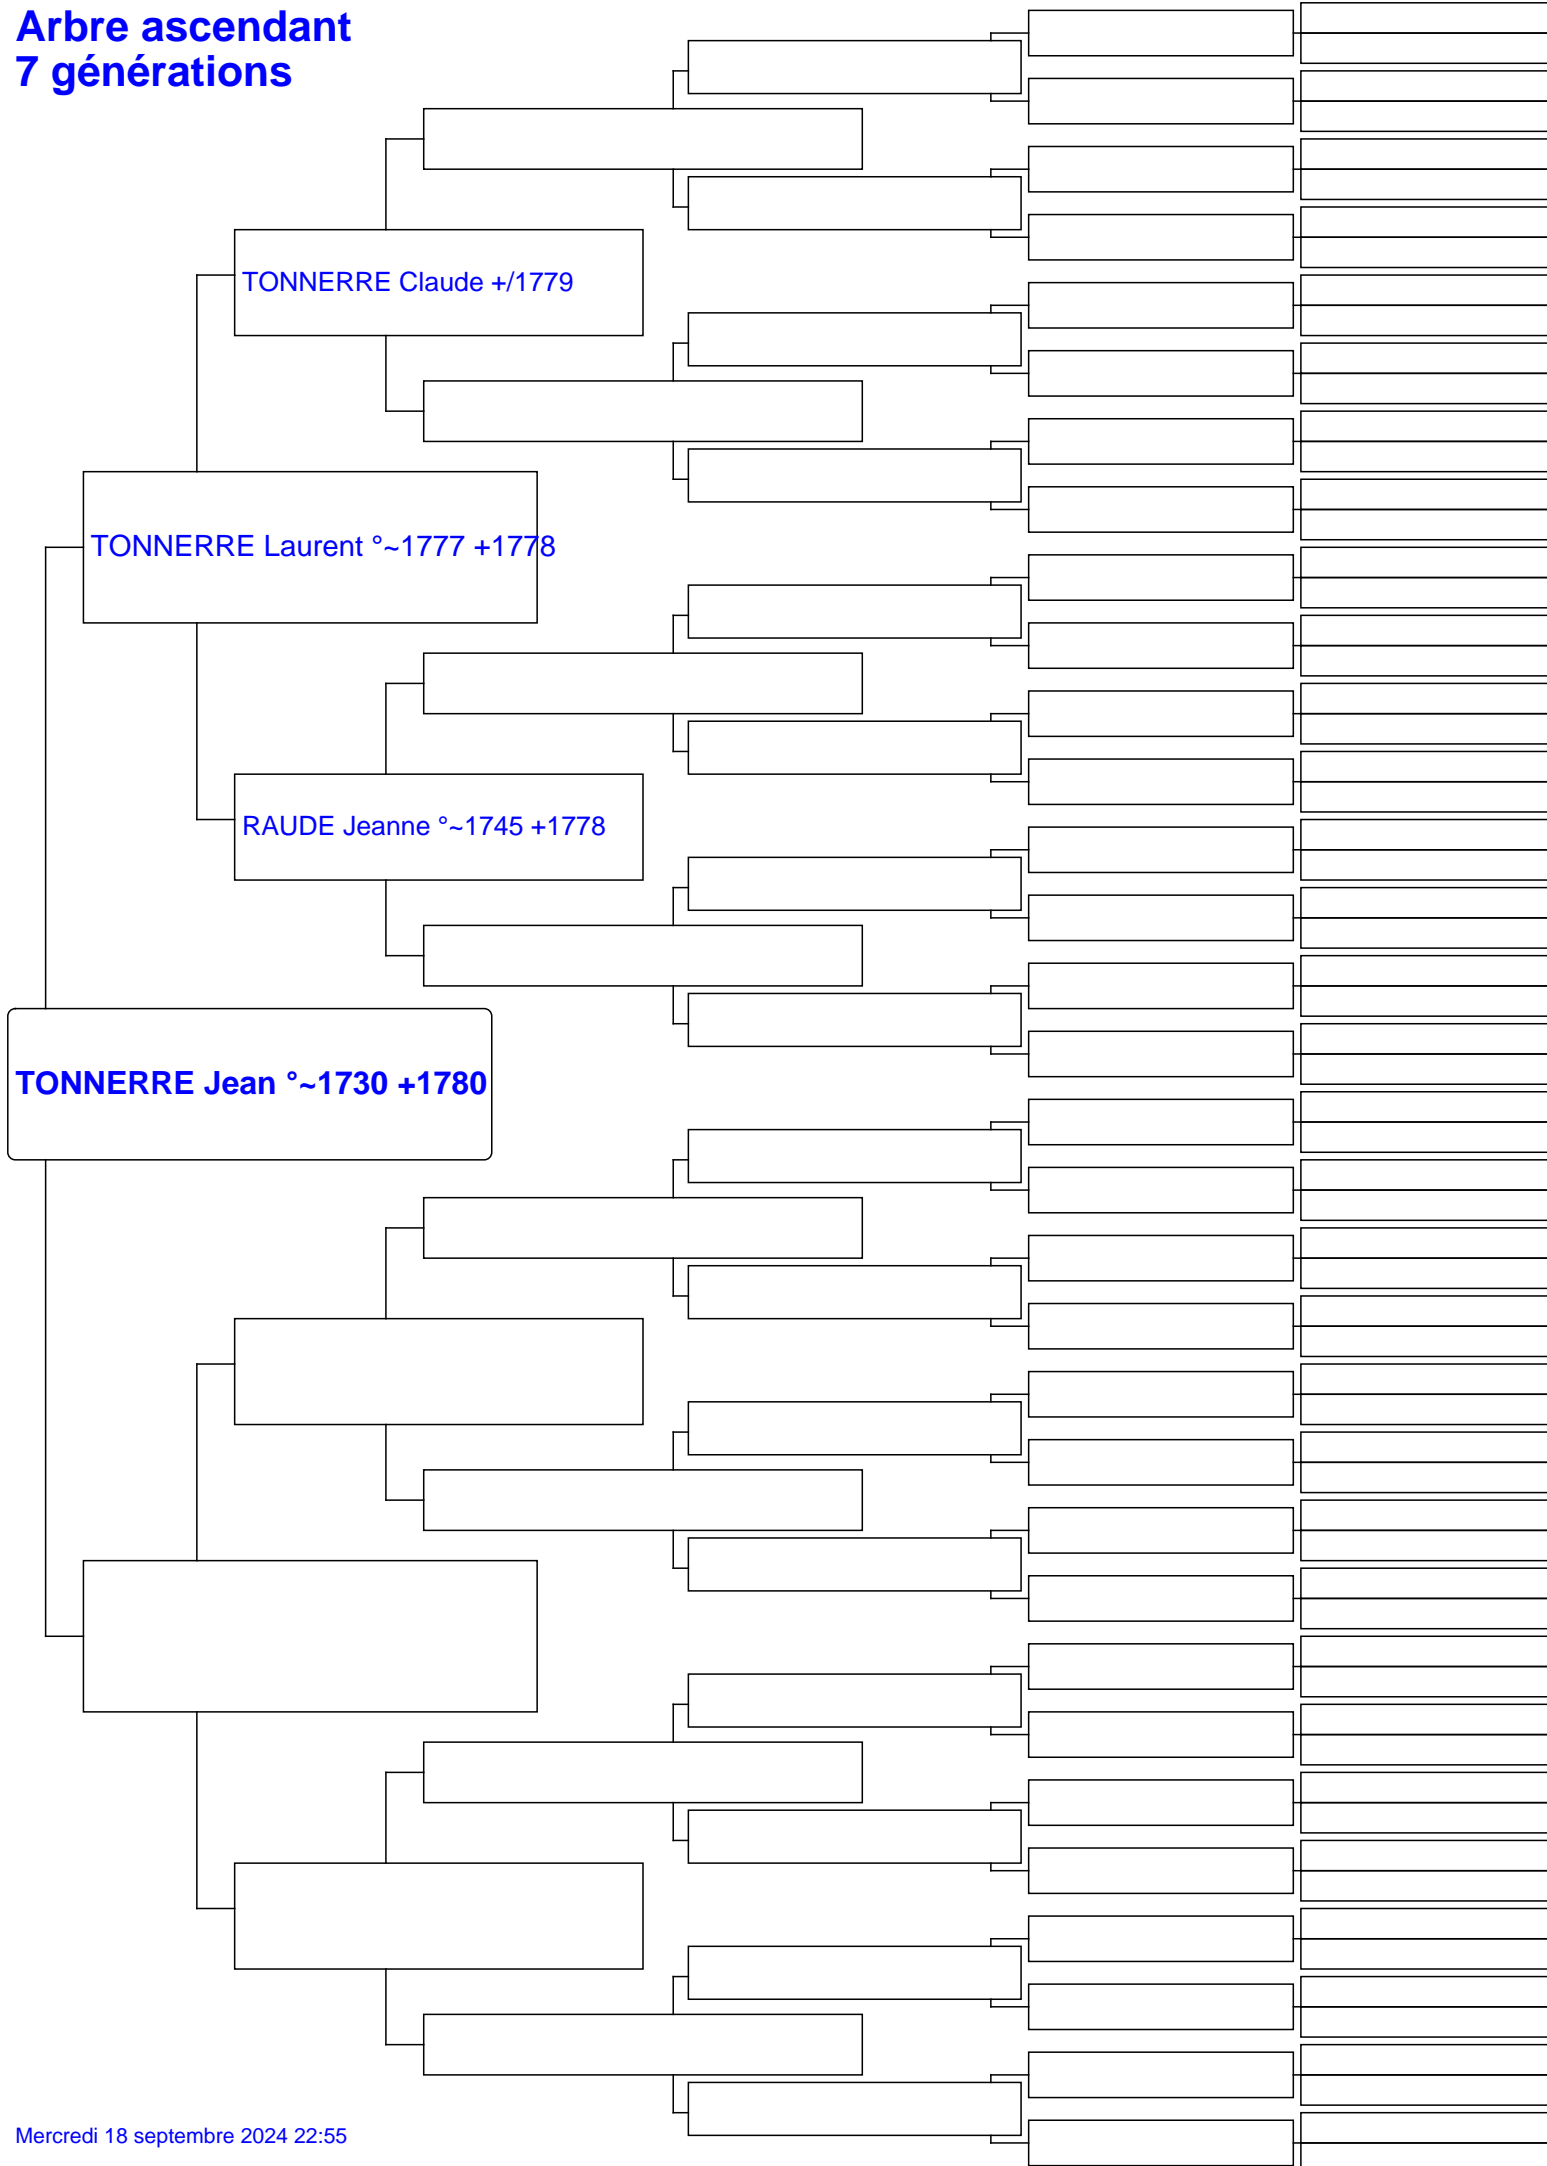 Arbre ascendant
7 générations
TONNERRE Claude +/1779
TONNERRE Laurent °~1777 +1778
RAUDE Jeanne °~1745 +1778
TONNERRE Jean °~1730 +1780
Mercredi 18 septembre 2024 22:55